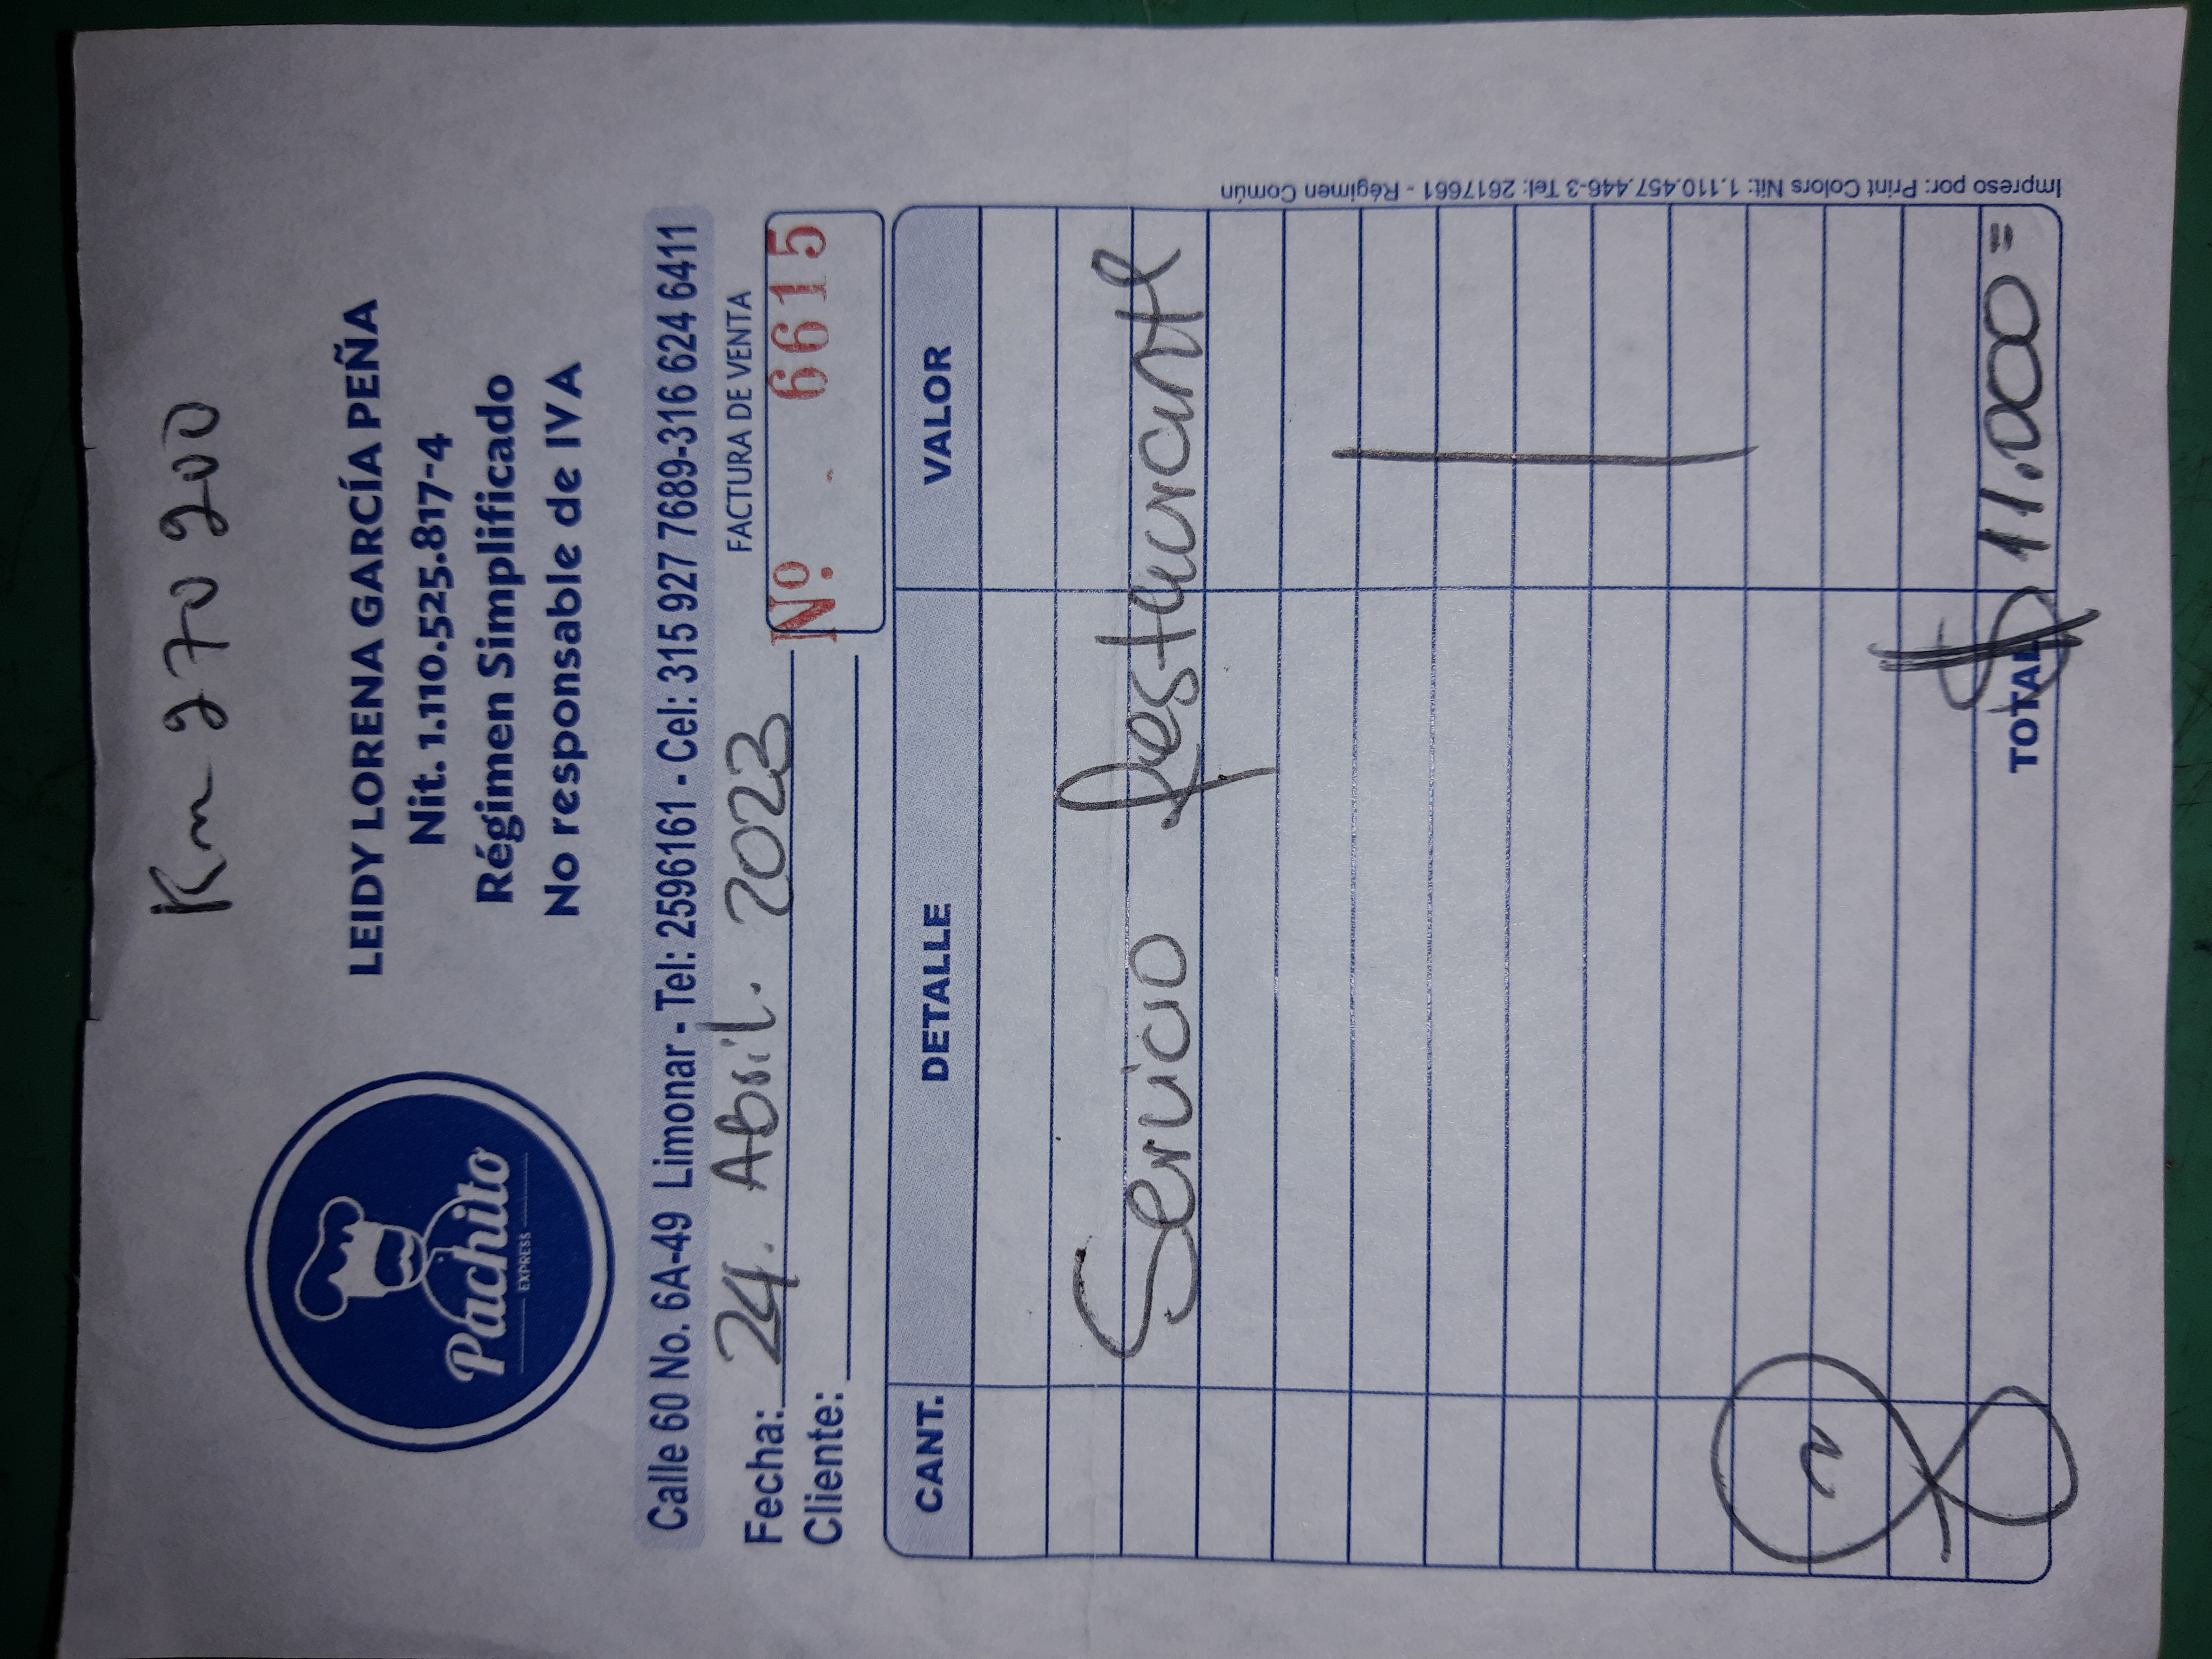 Km 270 200
Pachito
EXPRESS
LEIDY LORENA GARCÍA PEÑA
Nit. 1.110.525.817-4
Régimen Simplificado
No responsable de IVA
Calle 60 No. 6A-49 Limonar - Tel: 2596161 - Cel: 315 927 7689-316 624 6411
Fecha: 24. Abril. 2023
FACTURA DE VENTA
Cliente:
Nº. 6615
CANT. DETALLE VALOR
Servicio Restaurante
TOTAL $ 11.000=
Impreso por: Print Colors Nit: 1.110.457.446-3 Tel: 2617661 - Régimen Común